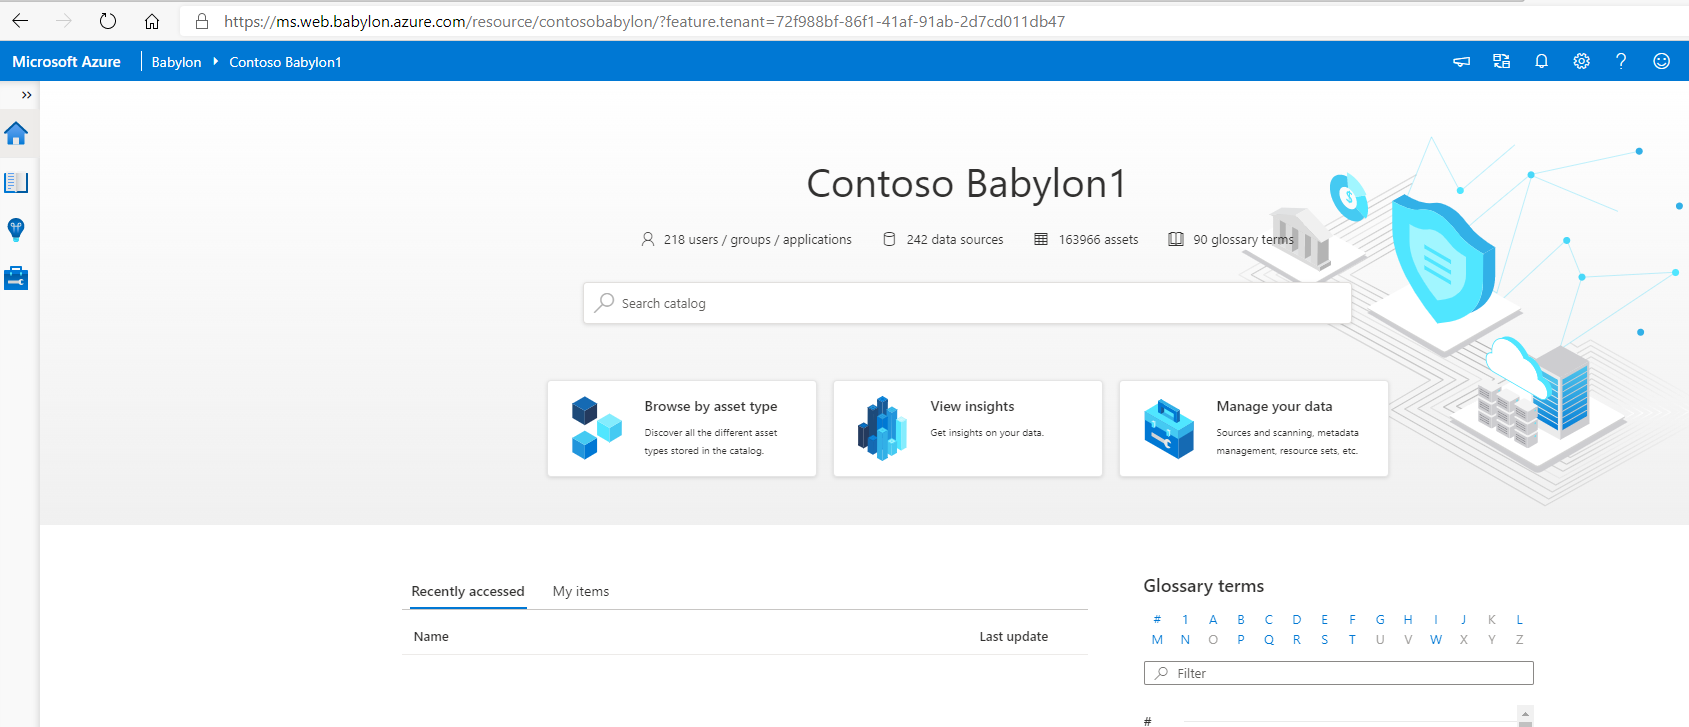 https://ms.web.babylon.azure.com/resource/contosobabylon/?feature.tenant=72f988bf-86f1-41af-91ab-2d7cd011db47
Microsoft Azure Babylon Contoso Babylon1
Contoso Babylon1
218 users / groups / applications 242 data sources 163966 assets 90 glossary terms
Search catalog
Browse by asset type
Discover all the different asset
types stored in the catalog.
View insights
Get insights on your data.
Manage your data
Sources and scanning, metadata
management, resource sets, etc.
Recently accessed My items
Name Last update
Glossary terms
# 1 A B C D E F G H I J K L
M N O P Q R S T U V W X Y Z
Filter
#